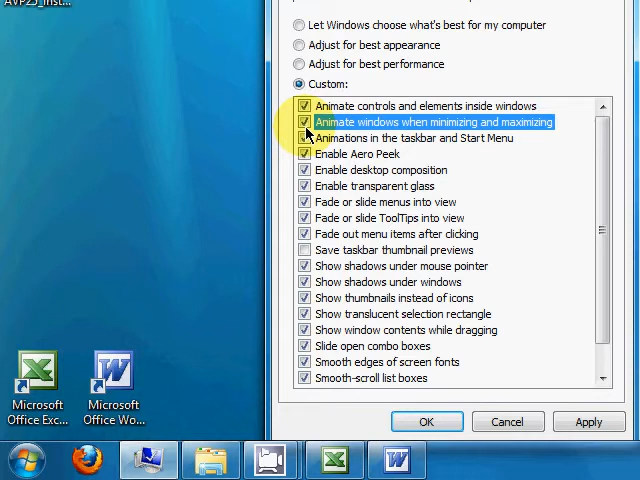 AVP25_Inst...
Let Windows choose what's best for my computer
Adjust for best appearance
Adjust for best performance
Custom:
Animate controls and elements inside windows
Animate windows when minimizing and maximizing
Animations in the taskbar and Start Menu
Enable Aero Peek
Enable desktop composition
Enable transparent glass
Fade or slide menus into view
Fade or slide ToolTips into view
Fade out menu items after clicking
Save taskbar thumbnail previews
Show shadows under mouse pointer
Show shadows under windows
Show thumbnails instead of icons
Show translucent selection rectangle
Show window contents while dragging
Slide open combo boxes
Smooth edges of screen fonts
Smooth-scroll list boxes
Microsoft
Office Exc...
Microsoft
Office Wo...
OK
Cancel
Apply